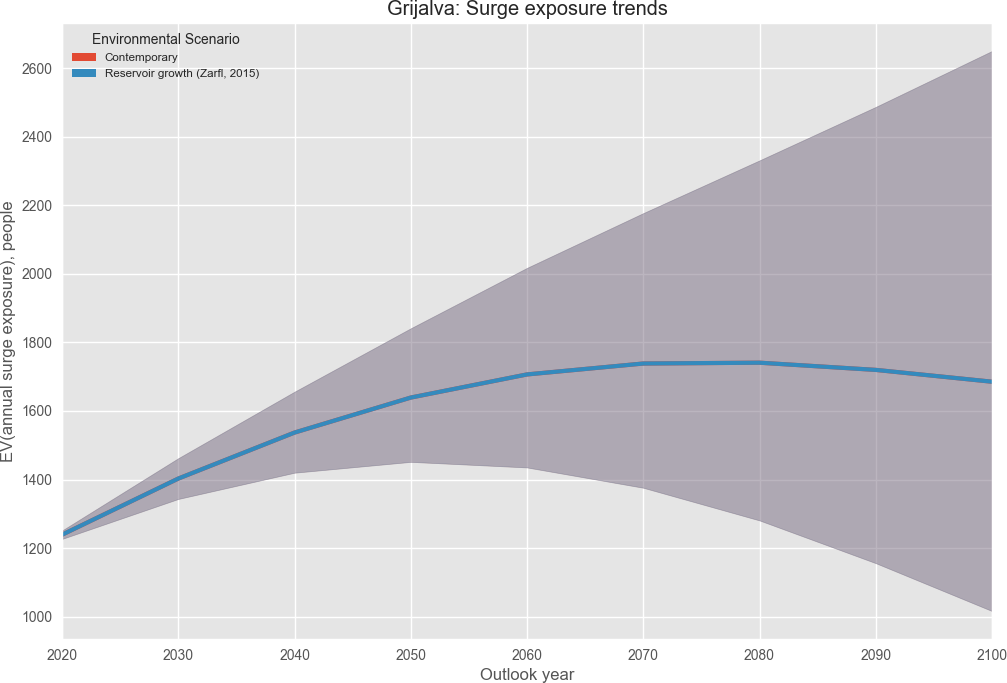 Grijalva: Surge exposure trends
Environmental Scenario
Contemporary
Reservoir growth (Zarfl, 2015)
EV(annual surge exposure), people
2600
2400
2200
2000
1800
1600
1400
1200
1000
2020 2030 2040 2050 2060 2070 2080 2090 2100
Outlook year